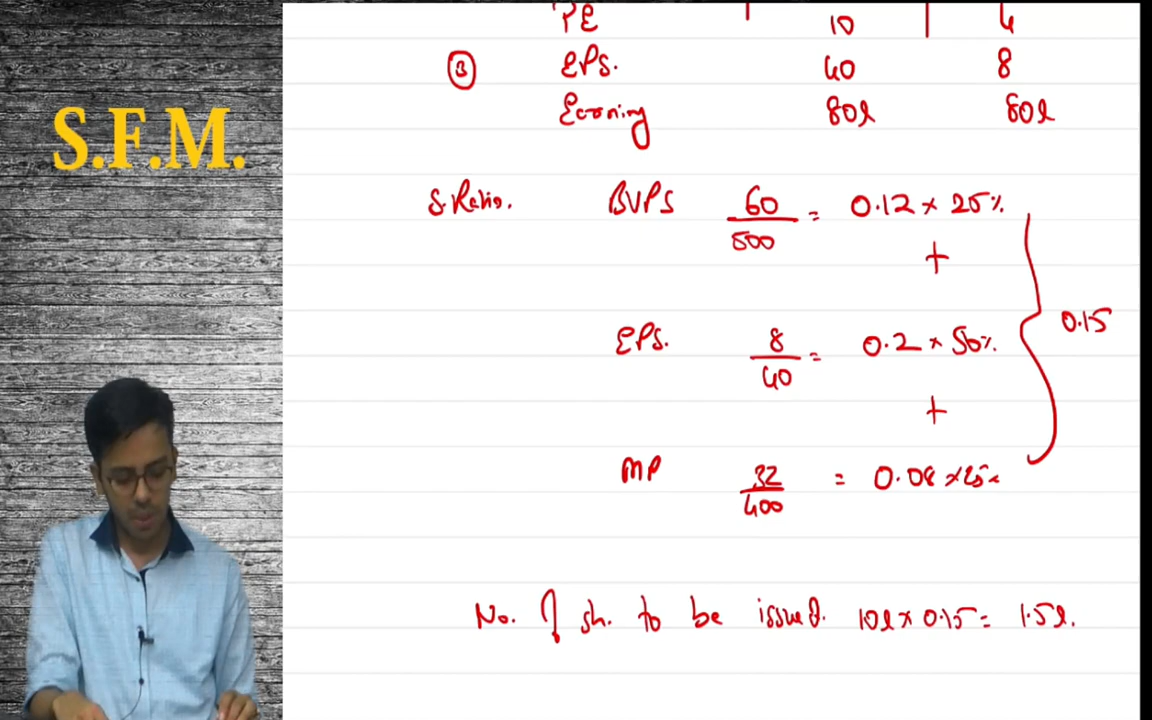 S.F.M.
PE 10 4
③ EPS. 40 8
Earning 80l 80l
S.Ratio. BVPS 60/500 = 0.12 × 25%
+
0.15
EPS. 8/40 = 0.2 × 50%
+
MP 32/400 = 0.08 × 25%
No. of sh. to be issued. 10l × 0.15 = 1.5l.